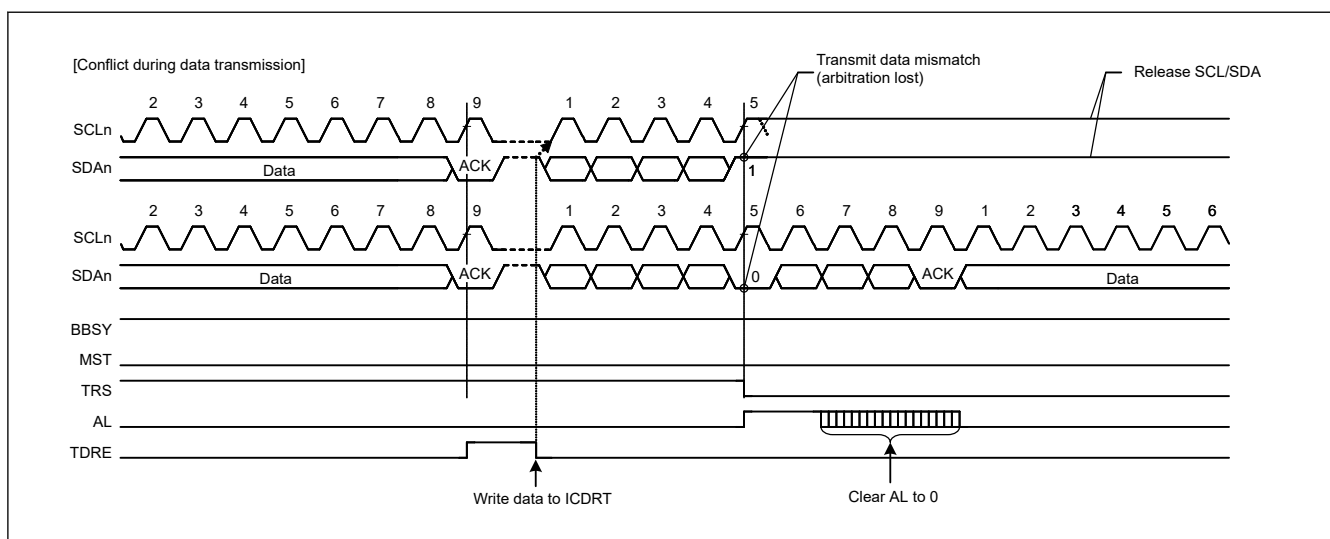 [Conflict during data transmission]
Transmit data mismatch
(arbitration lost)
Release SCL/SDA
2 3 4 5 6 7 8 9 1 2 3 4 5
SCLn
SDAn Data ACK 1
2 3 4 5 6 7 8 9 1 2 3 4 5 6 7 8 9 1 2 3 4 5 6
SCLn
SDAn Data ACK 0 ACK Data
BBSY
MST
TRS
AL
TDRE
Write data to ICDRT Clear AL to 0